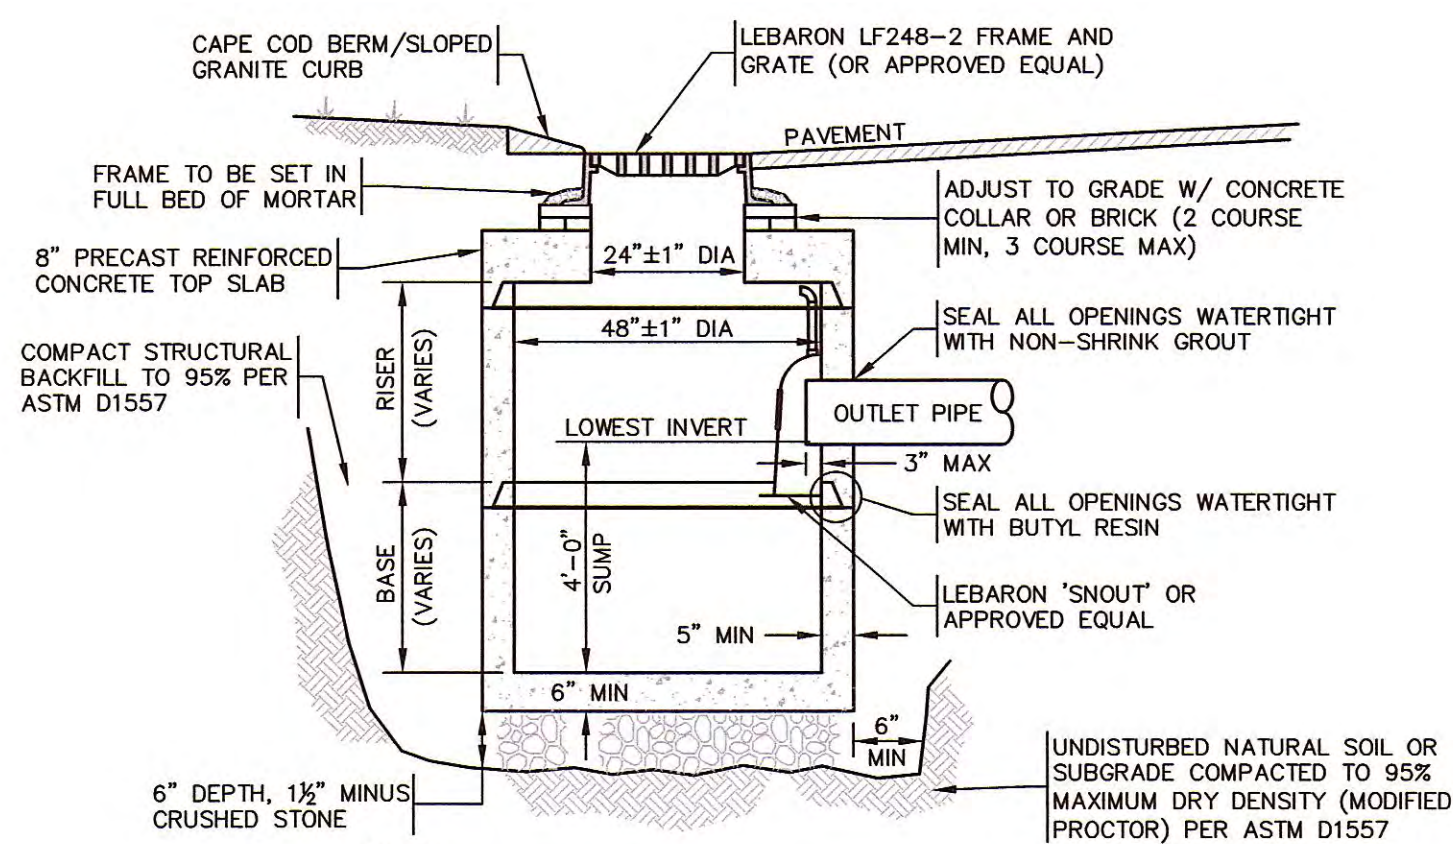 CAPE COD BERM/SLOPED
GRANITE CURB
LEBARON LF248-2 FRAME AND
GRATE (OR APPROVED EQUAL)
PAVEMENT
FRAME TO BE SET IN
FULL BED OF MORTAR
ADJUST TO GRADE W/ CONCRETE
COLLAR OR BRICK (2 COURSE
MIN, 3 COURSE MAX)
8" PRECAST REINFORCED
CONCRETE TOP SLAB
24"±1" DIA
48"±1" DIA
SEAL ALL OPENINGS WATERTIGHT
WITH NON-SHRINK GROUT
COMPACT STRUCTURAL
BACKFILL TO 95% PER
ASTM D1557
RISER
(VARIES)
OUTLET PIPE
LOWEST INVERT
3" MAX
SEAL ALL OPENINGS WATERTIGHT
WITH BUTYL RESIN
BASE
(VARIES)
4'-0"
SUMP
LEBARON 'SNOUT' OR
APPROVED EQUAL
5" MIN
6" MIN
6"
MIN
6" DEPTH, 1½" MINUS
CRUSHED STONE
UNDISTURBED NATURAL SOIL OR
SUBGRADE COMPACTED TO 95%
MAXIMUM DRY DENSITY (MODIFIED
PROCTOR) PER ASTM D1557